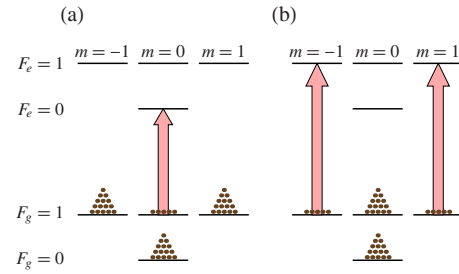 (a) (b)
m = −1 m = 0 m = 1 m = −1 m = 0 m = 1
F_e = 1
F_e = 0
F_g = 1
F_g = 0